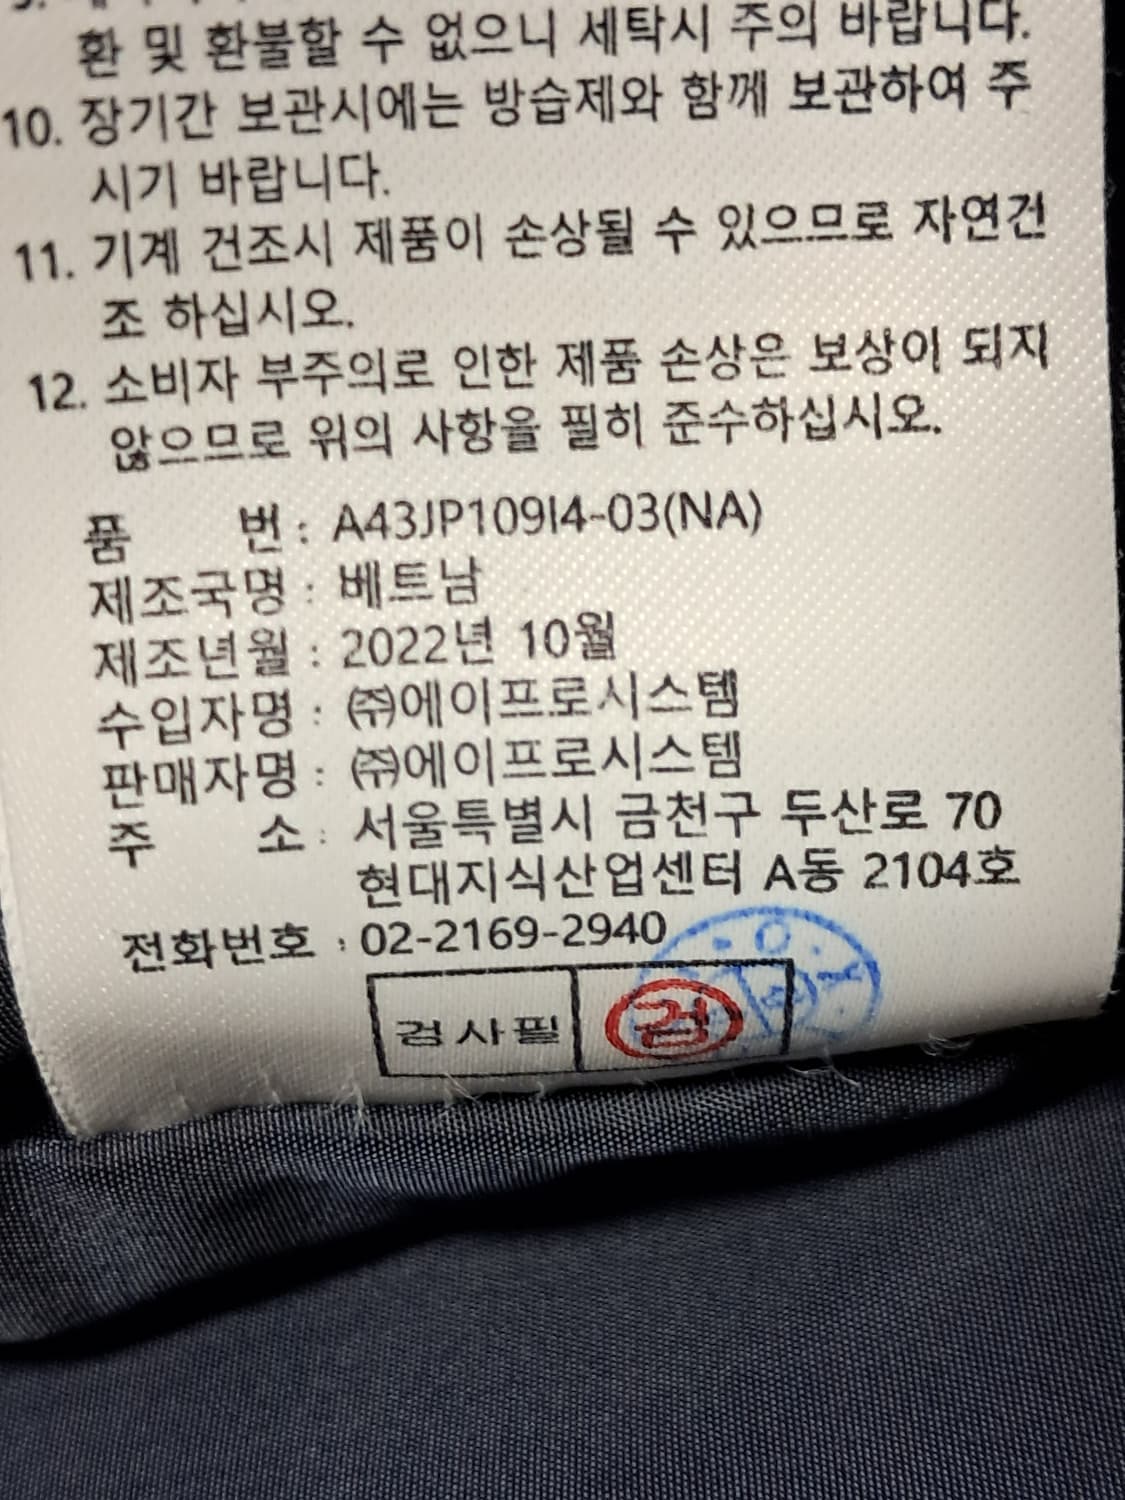 환 및 환불할 수 없으니 세탁시 주의 바랍니다.
10. 장기간 보관시에는 방습제와 함께 보관하여 주
시기 바랍니다.
11. 기계 건조시 제품이 손상될 수 있으므로 자연건
조 하십시오.
12. 소비자 부주의로 인한 제품 손상은 보상이 되지
않으므로 위의 사항을 필히 준수하십시오.
품 번 : A43JP109I4-03(NA)
제조국명 : 베트남
제조년월 : 2022년 10월
수입자명 : ㈜에이프로시스템
판매자명 : ㈜에이프로시스템
주 소 : 서울특별시 금천구 두산로 70
현대지식산업센터 A동 2104호
전화번호 : 02-2169-2940
검사필 검